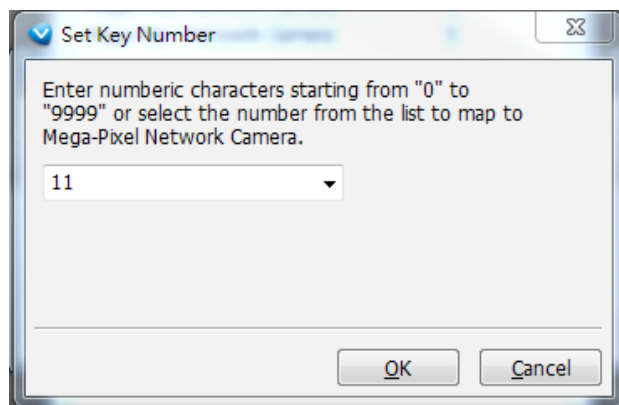 Set Key Number
Enter numberic characters starting from "0" to
"9999" or select the number from the list to map to
Mega-Pixel Network Camera.
11
OK
Cancel